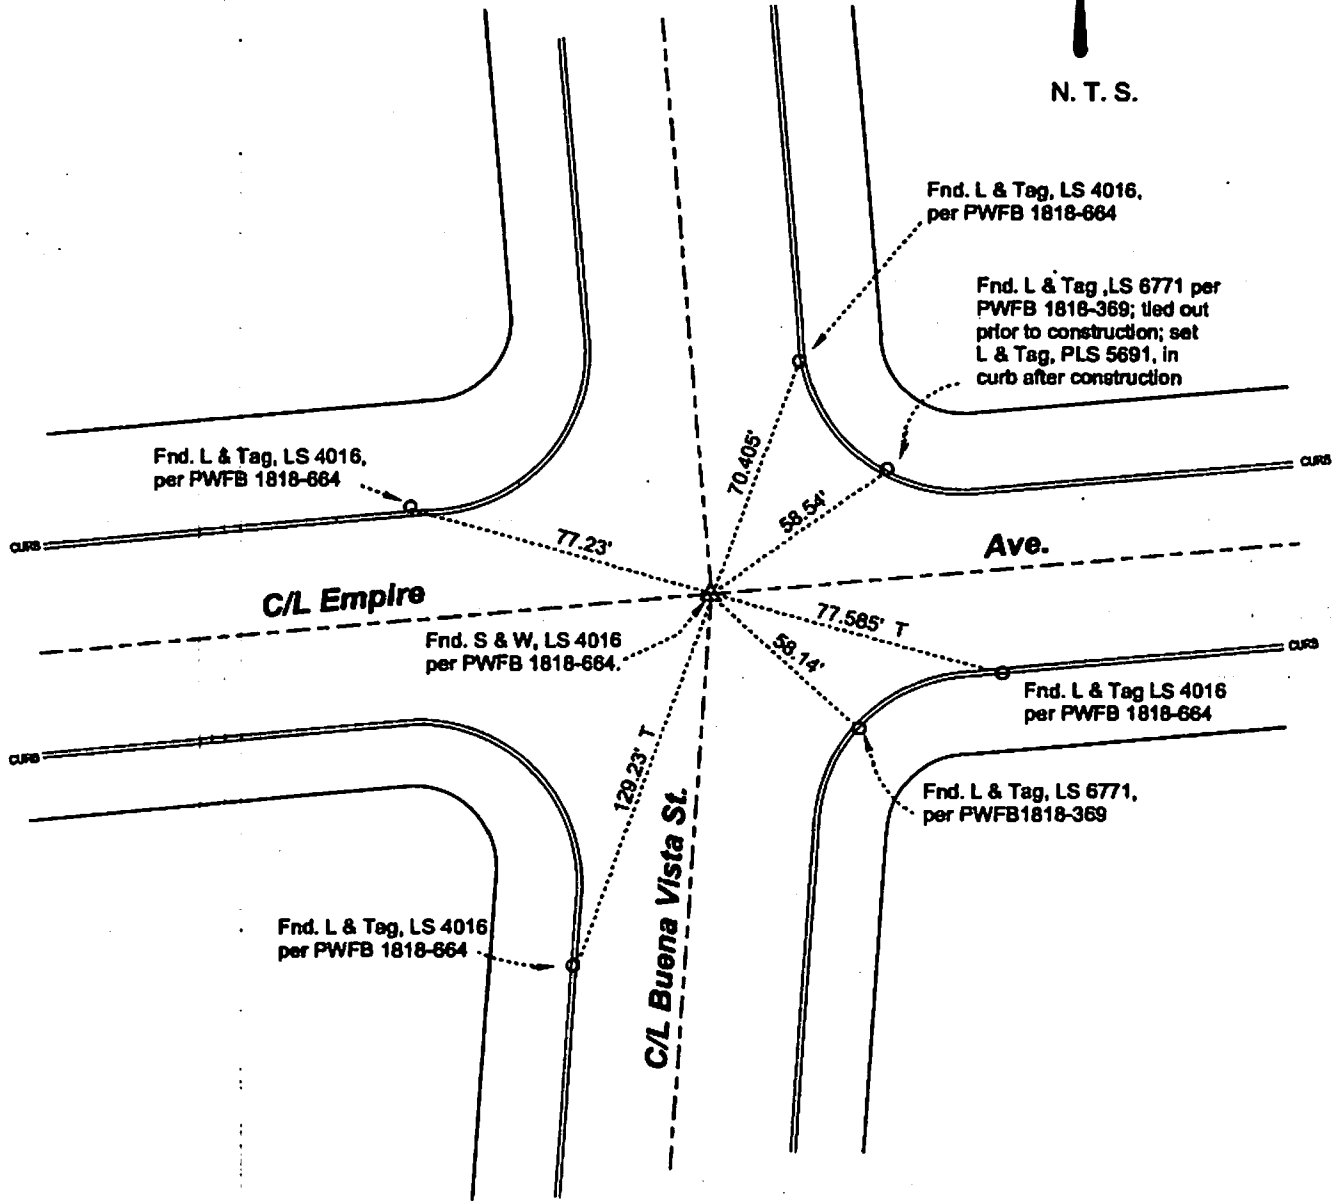 N. T. S.
Fnd. L & Tag, LS 4016,
per PWFB 1818-664
Fnd. L & Tag ,LS 6771 per
PWFB 1818-369; tied out
prior to construction; set
L & Tag, PLS 5691, in
curb after construction
Fnd. L & Tag, LS 4016,
per PWFB 1818-664
70.405'
58.54'
CURB
CURB
77.23'
Ave.
C/L Empire
Fnd. S & W, LS 4016
per PWFB 1818-664.
77.585' T
58.14'
CURB
Fnd. L & Tag LS 4016
per PWFB 1818-664
CURB
129.23' T
C/L Buena Vista St.
Fnd. L & Tag, LS 6771,
per PWFB1818-369
Fnd. L & Tag, LS 4016
per PWFB 1818-664